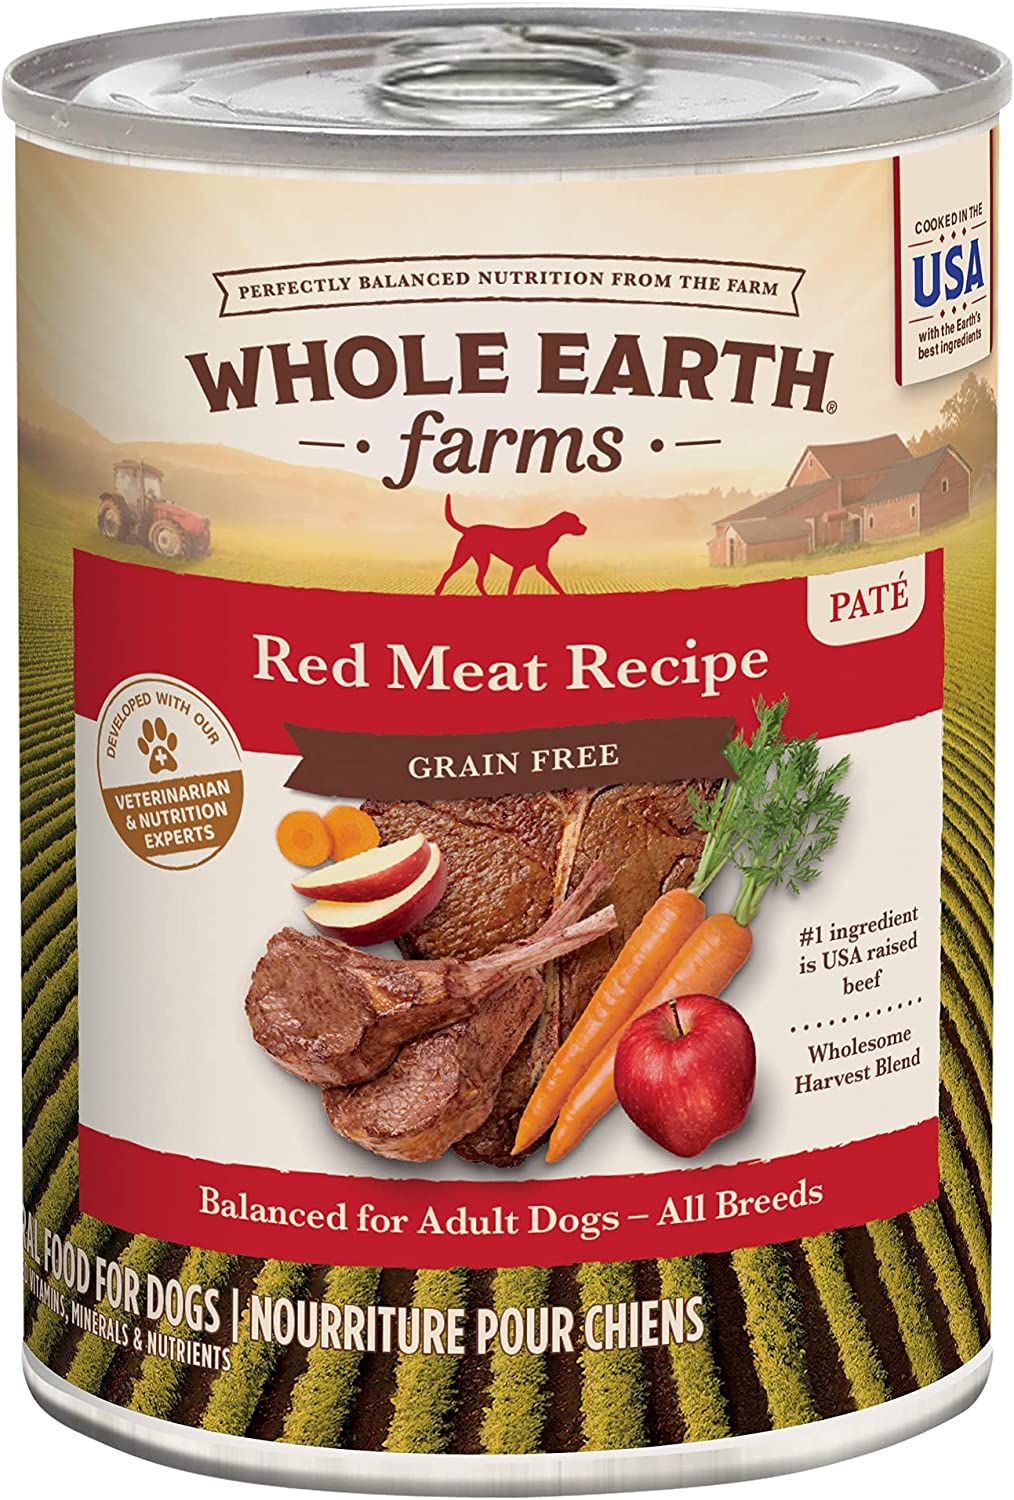 COOKED IN THE
USA
with the Earth's
best ingredients
PERFECTLY BALANCED NUTRITION FROM THE FARM
WHOLE EARTH®
farms
PATÉ
Red Meat Recipe
GRAIN FREE
DEVELOPED WITH OUR
VETERINARIAN
& NUTRITION
EXPERTS
#1 ingredient
is USA raised
beef
Wholesome
Harvest Blend
Balanced for Adult Dogs – All Breeds
FOOD FOR DOGS | NOURRITURE POUR CHIENS
VITAMINS, MINERALS & NUTRIENTS